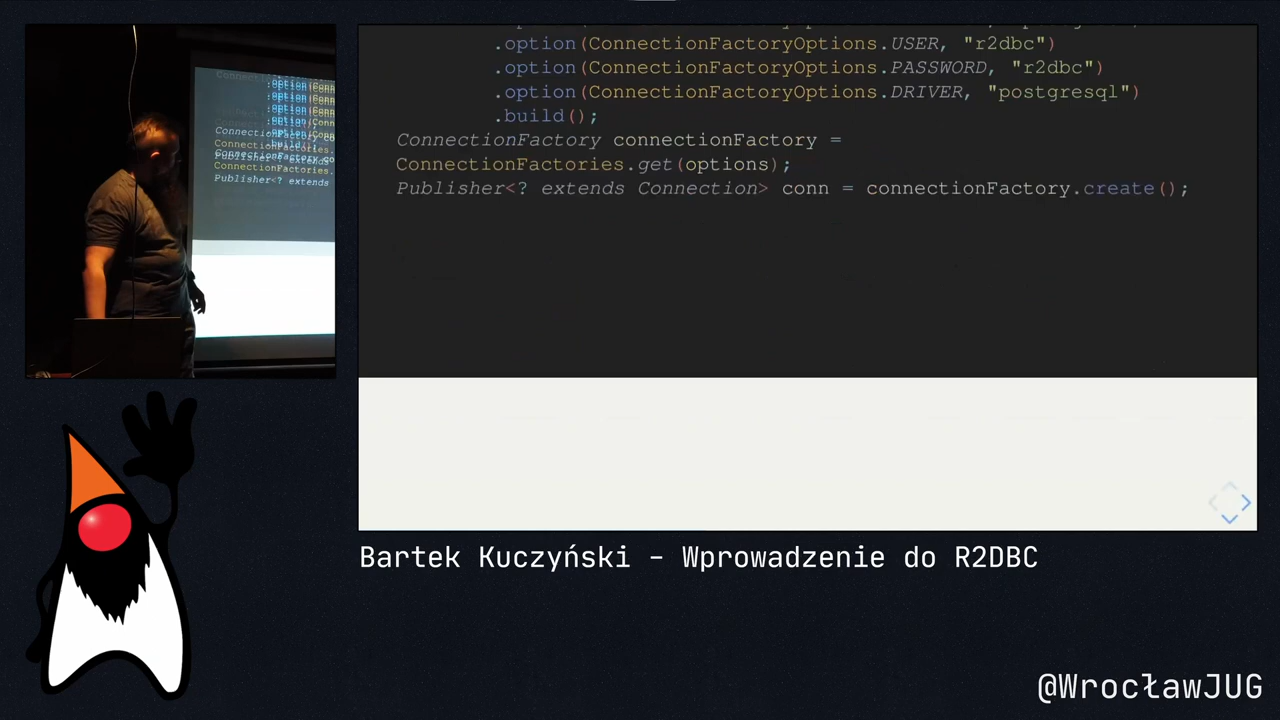 .option(ConnectionFactoryOptions.USER, "r2dbc")
.option(ConnectionFactoryOptions.PASSWORD, "r2dbc")
.option(ConnectionFactoryOptions.DRIVER, "postgresql")
.build();
ConnectionFactory connectionFactory =
ConnectionFactories.get(options);
Publisher<? extends Connection> conn = connectionFactory.create();
Bartek Kuczyński – Wprowadzenie do R2DBC
@WrocławJUG